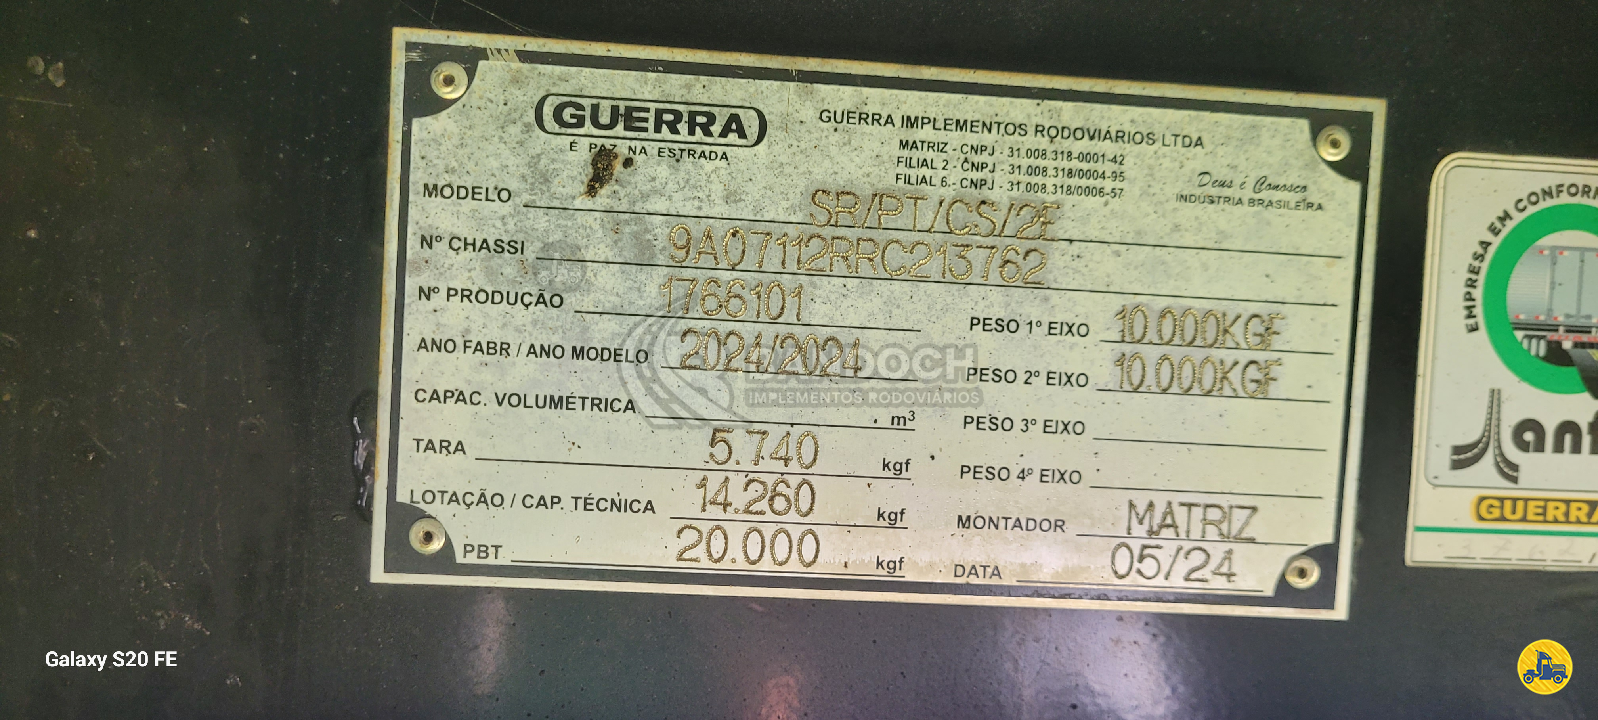 GUERRA
É PAZ NA ESTRADA
GUERRA IMPLEMENTOS RODOVIÁRIOS LTDA
MATRIZ - CNPJ - 31.008.318-0001-42
FILIAL 2 - CNPJ - 31.008.318/0004-95
FILIAL 6 - CNPJ - 31.008.318/0006-57
Deus é Conosco
INDÚSTRIA BRASILEIRA
MODELO SR/PT/CS/2E
Nº CHASSI 9A07112RRC213762
Nº PRODUÇÃO 1766101
PESO 1º EIXO 10.000KGF
ANO FABR / ANO MODELO 2024/2024
PESO 2º EIXO 10.000KGF
CAPAC. VOLUMÉTRICA m³
PESO 3º EIXO
TARA 5.740 kgf
PESO 4º EIXO
LOTAÇÃO / CAP. TÉCNICA 14.260 kgf
MONTADOR MATRIZ
PBT 20.000 kgf
DATA 05/24
IMPLEMENTOS RODOVIÁRIOS
EMPRESA EM CONFOR
anf
GUERRA
Galaxy S20 FE